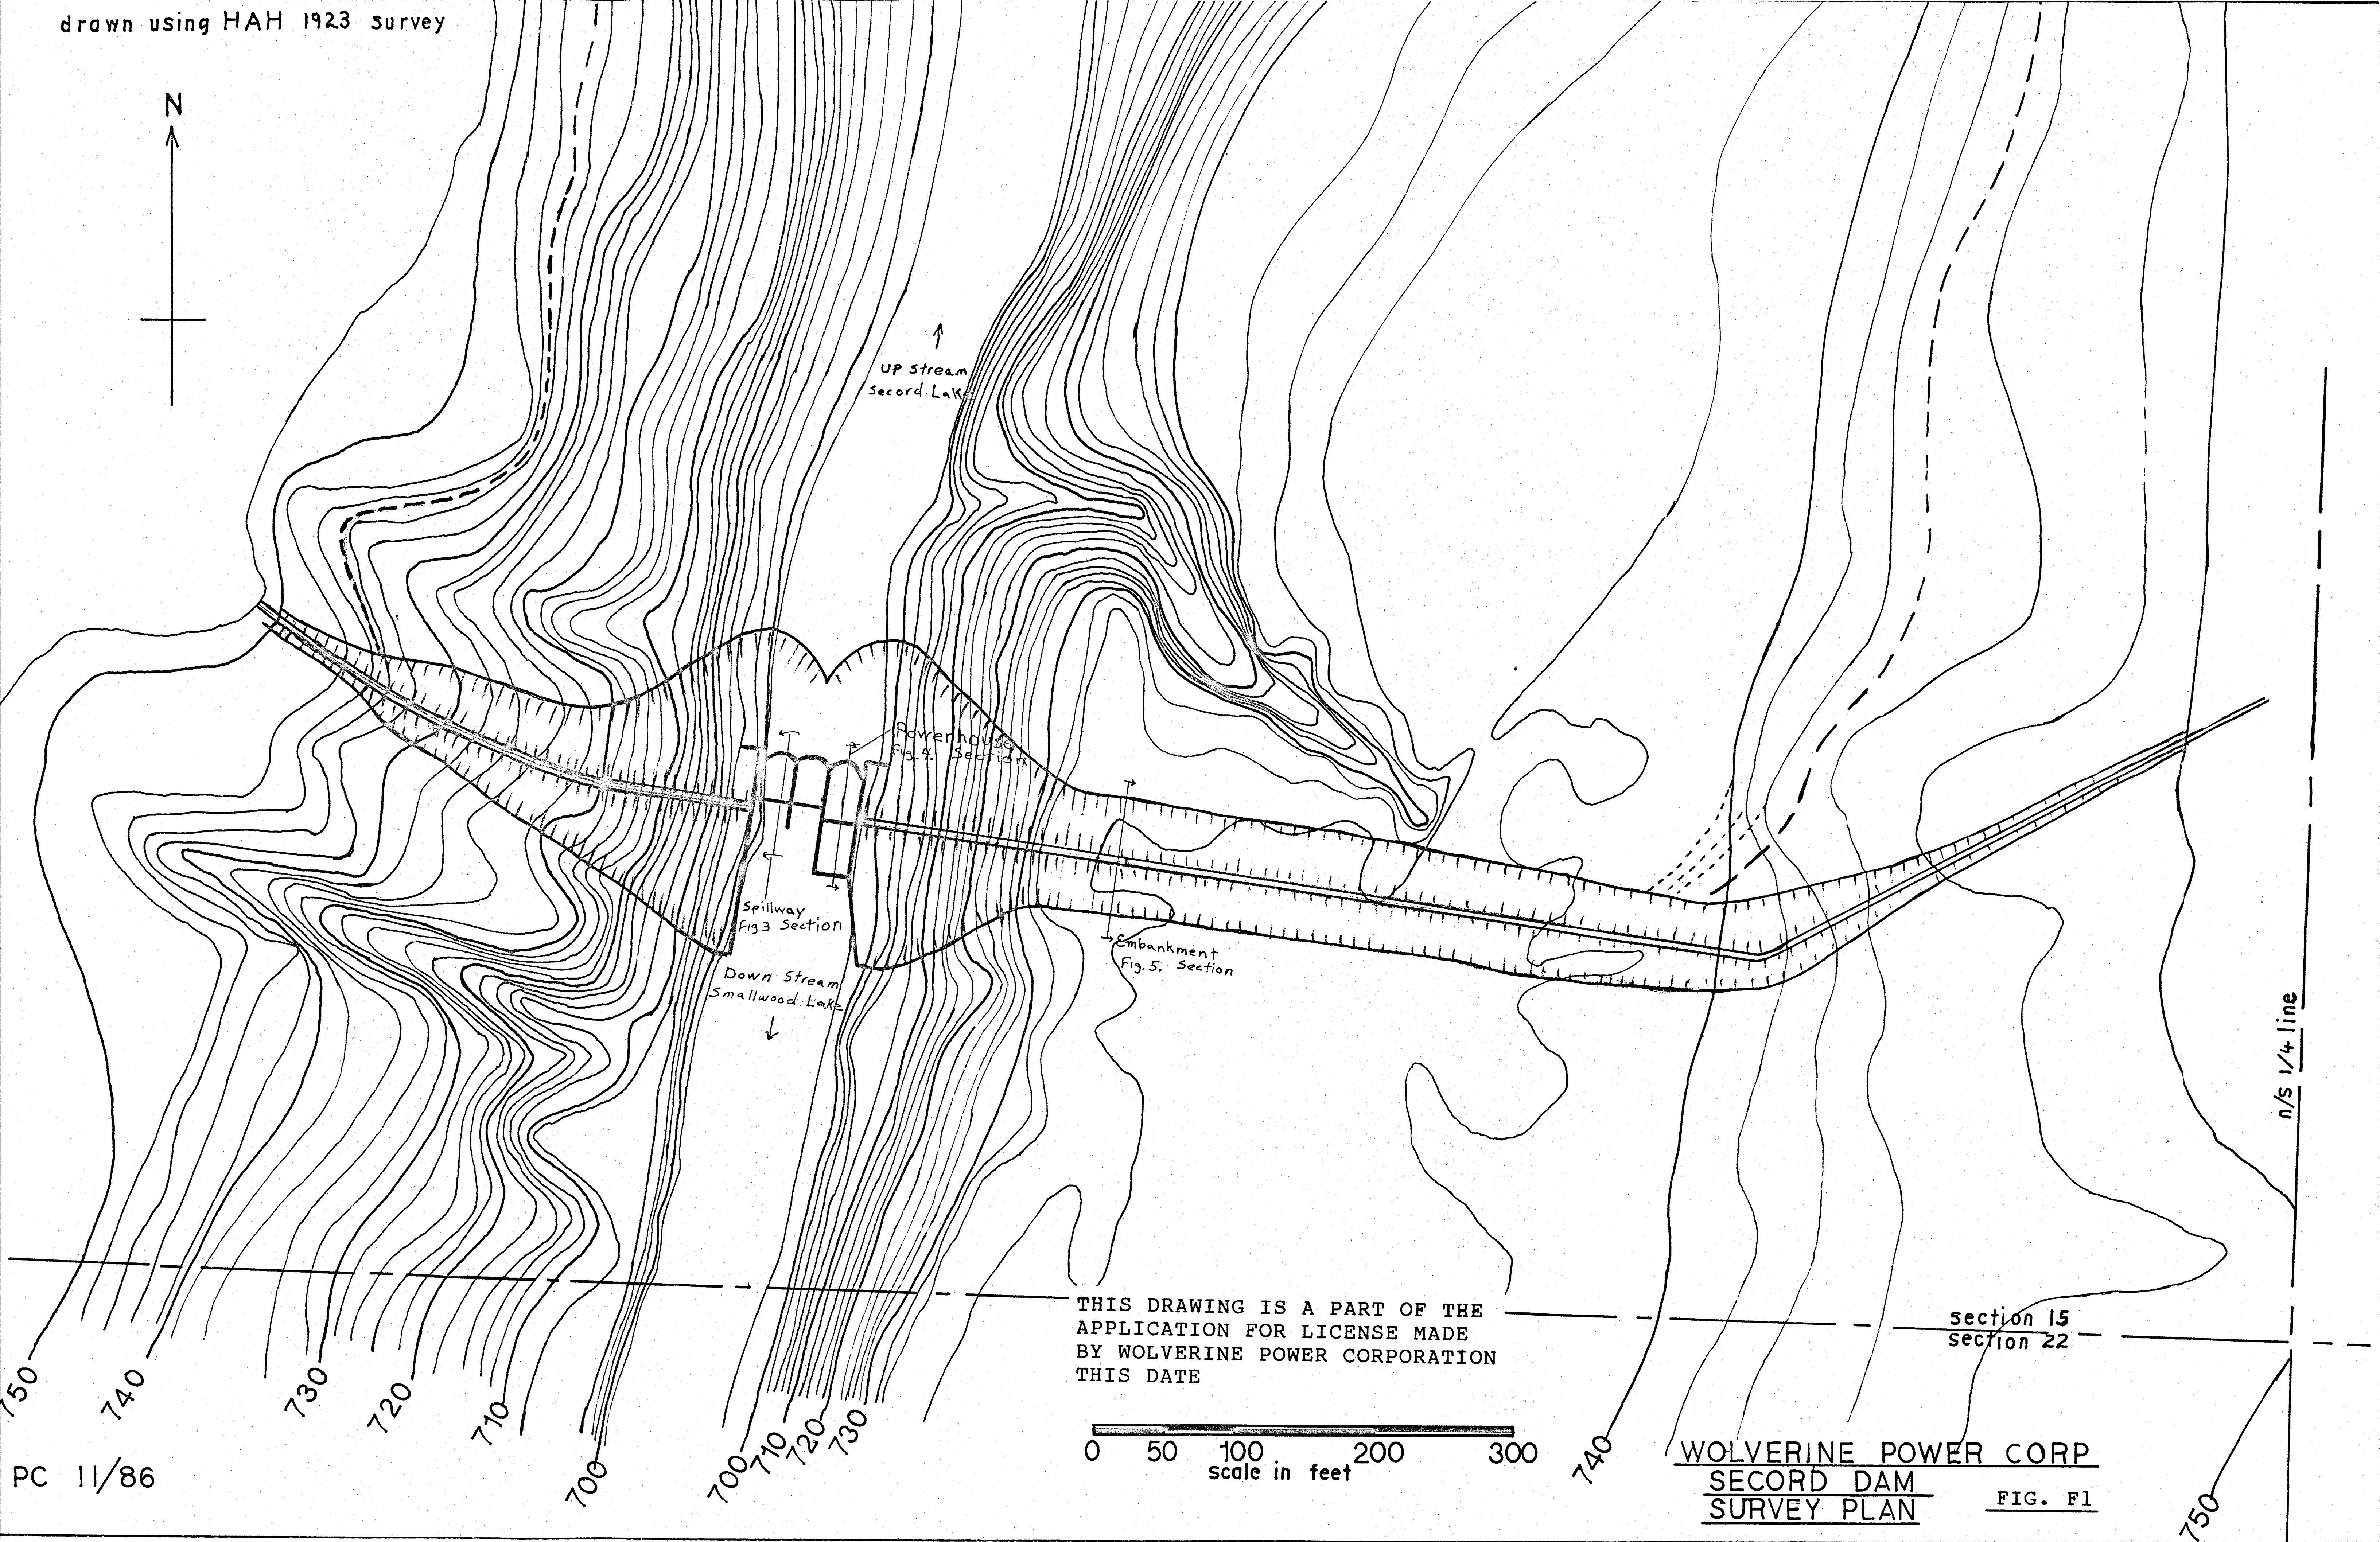 drawn using HAH 1923 survey
N
UP Stream
Second Lake
Powerhouse
Fig. 4. Section
Spillway
Fig 3 Section
Down Stream
Smallwood Lake
Embankment
Fig. 5. Section
n/s 1/4 line
THIS DRAWING IS A PART OF THE
APPLICATION FOR LICENSE MADE
BY WOLVERINE POWER CORPORATION
THIS DATE
section 15
section 22
750
740
730
720
710
700
700
710
720
730
740
750
0 50 100 200 300
scale in feet
PC 11/86
WOLVERINE POWER CORP
SECORD DAM
SURVEY PLAN
FIG. F1